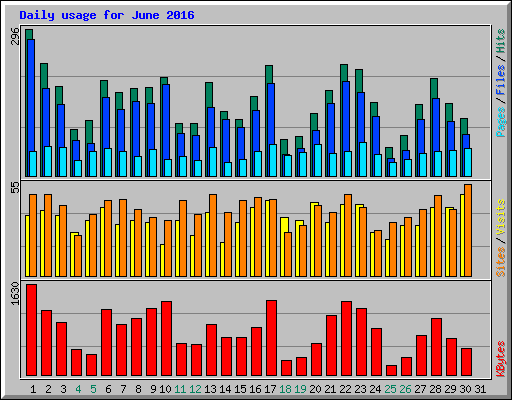 Daily usage for June 2016
296
Pages / Files / Hits
55
Sites / Visits
1630
KBytes
1 2 3 4 5 6 7 8 9 10 11 12 13 14 15 16 17 18 19 20 21 22 23 24 25 26 27 28 29 30 31